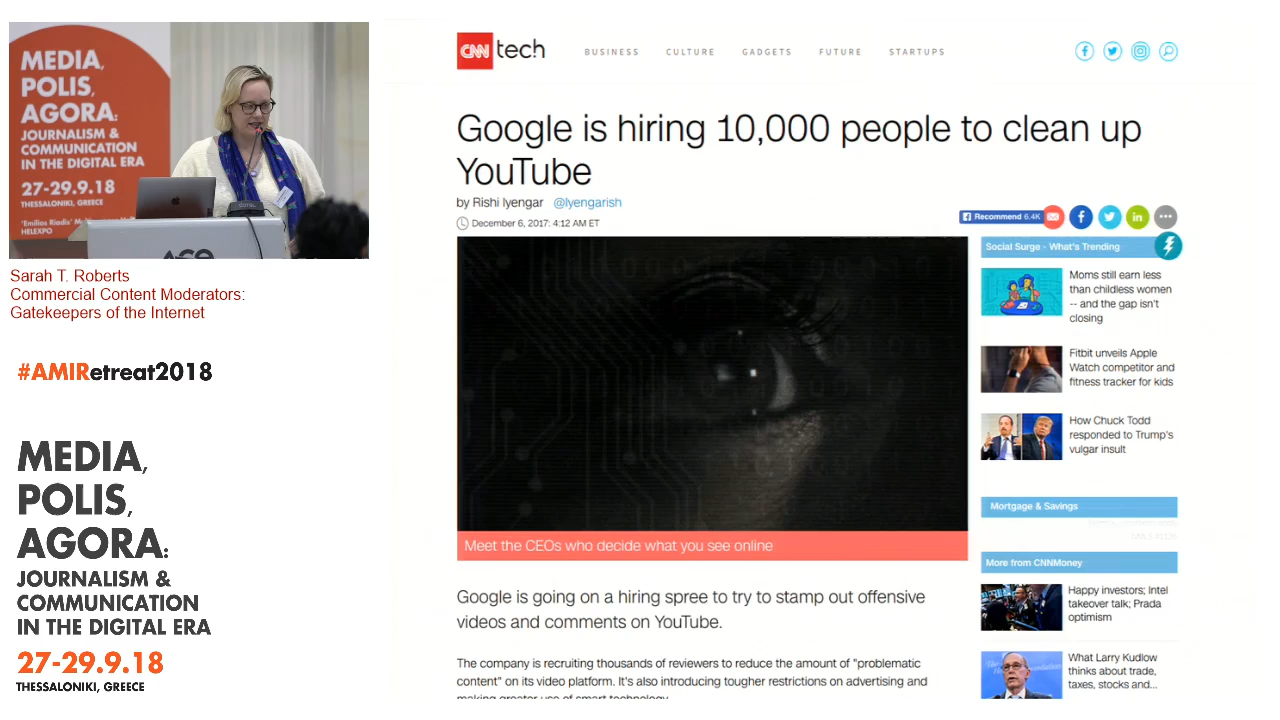 MEDIA,
POLIS,
AGORA:
JOURNALISM &
COMMUNICATION
IN THE DIGITAL ERA
27-29.9.18
THESSALONIKI, GREECE
HELEXPO
Sarah T. Roberts
Commercial Content Moderators:
Gatekeepers of the Internet
#AMIRetreat2018
MEDIA,
POLIS,
AGORA:
JOURNALISM &
COMMUNICATION
IN THE DIGITAL ERA
27-29.9.18
THESSALONIKI, GREECE
CNN tech
BUSINESS CULTURE GADGETS FUTURE STARTUPS
Google is hiring 10,000 people to clean up
YouTube
by Rishi Iyengar @Iyengarish
December 6, 2017: 4:12 AM ET
Recommend 6.4K
Meet the CEOs who decide what you see online
Google is going on a hiring spree to try to stamp out offensive
videos and comments on YouTube.
The company is recruiting thousands of reviewers to reduce the amount of "problematic
content" on its video platform. It's also introducing tougher restrictions on advertising and
making greater use of smart technology
Social Surge - What's Trending
Moms still earn less
than childless women
-- and the gap isn't
closing
Fitbit unveils Apple
Watch competitor and
fitness tracker for kids
How Chuck Todd
responded to Trump's
vulgar insult
Mortgage & Savings
More from CNNMoney
Happy investors; Intel
takeover talk; Prada
optimism
What Larry Kudlow
thinks about trade,
taxes, stocks and...